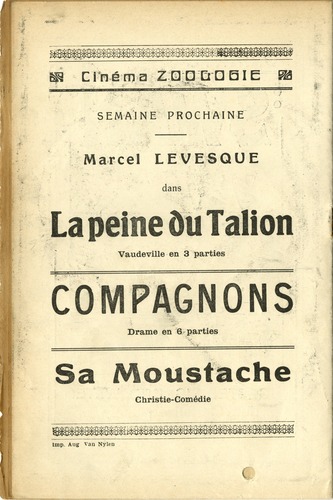 Cinéma ZOOLOGIE
SEMAINE PROCHAINE
Marcel LEVESQUE
dans
La peine du Talion
Vaudeville en 3 parties
COMPAGNONS
Drame en 6 parties
Sa Moustache
Christie-Comédie
Imp. Aug Van Nylen